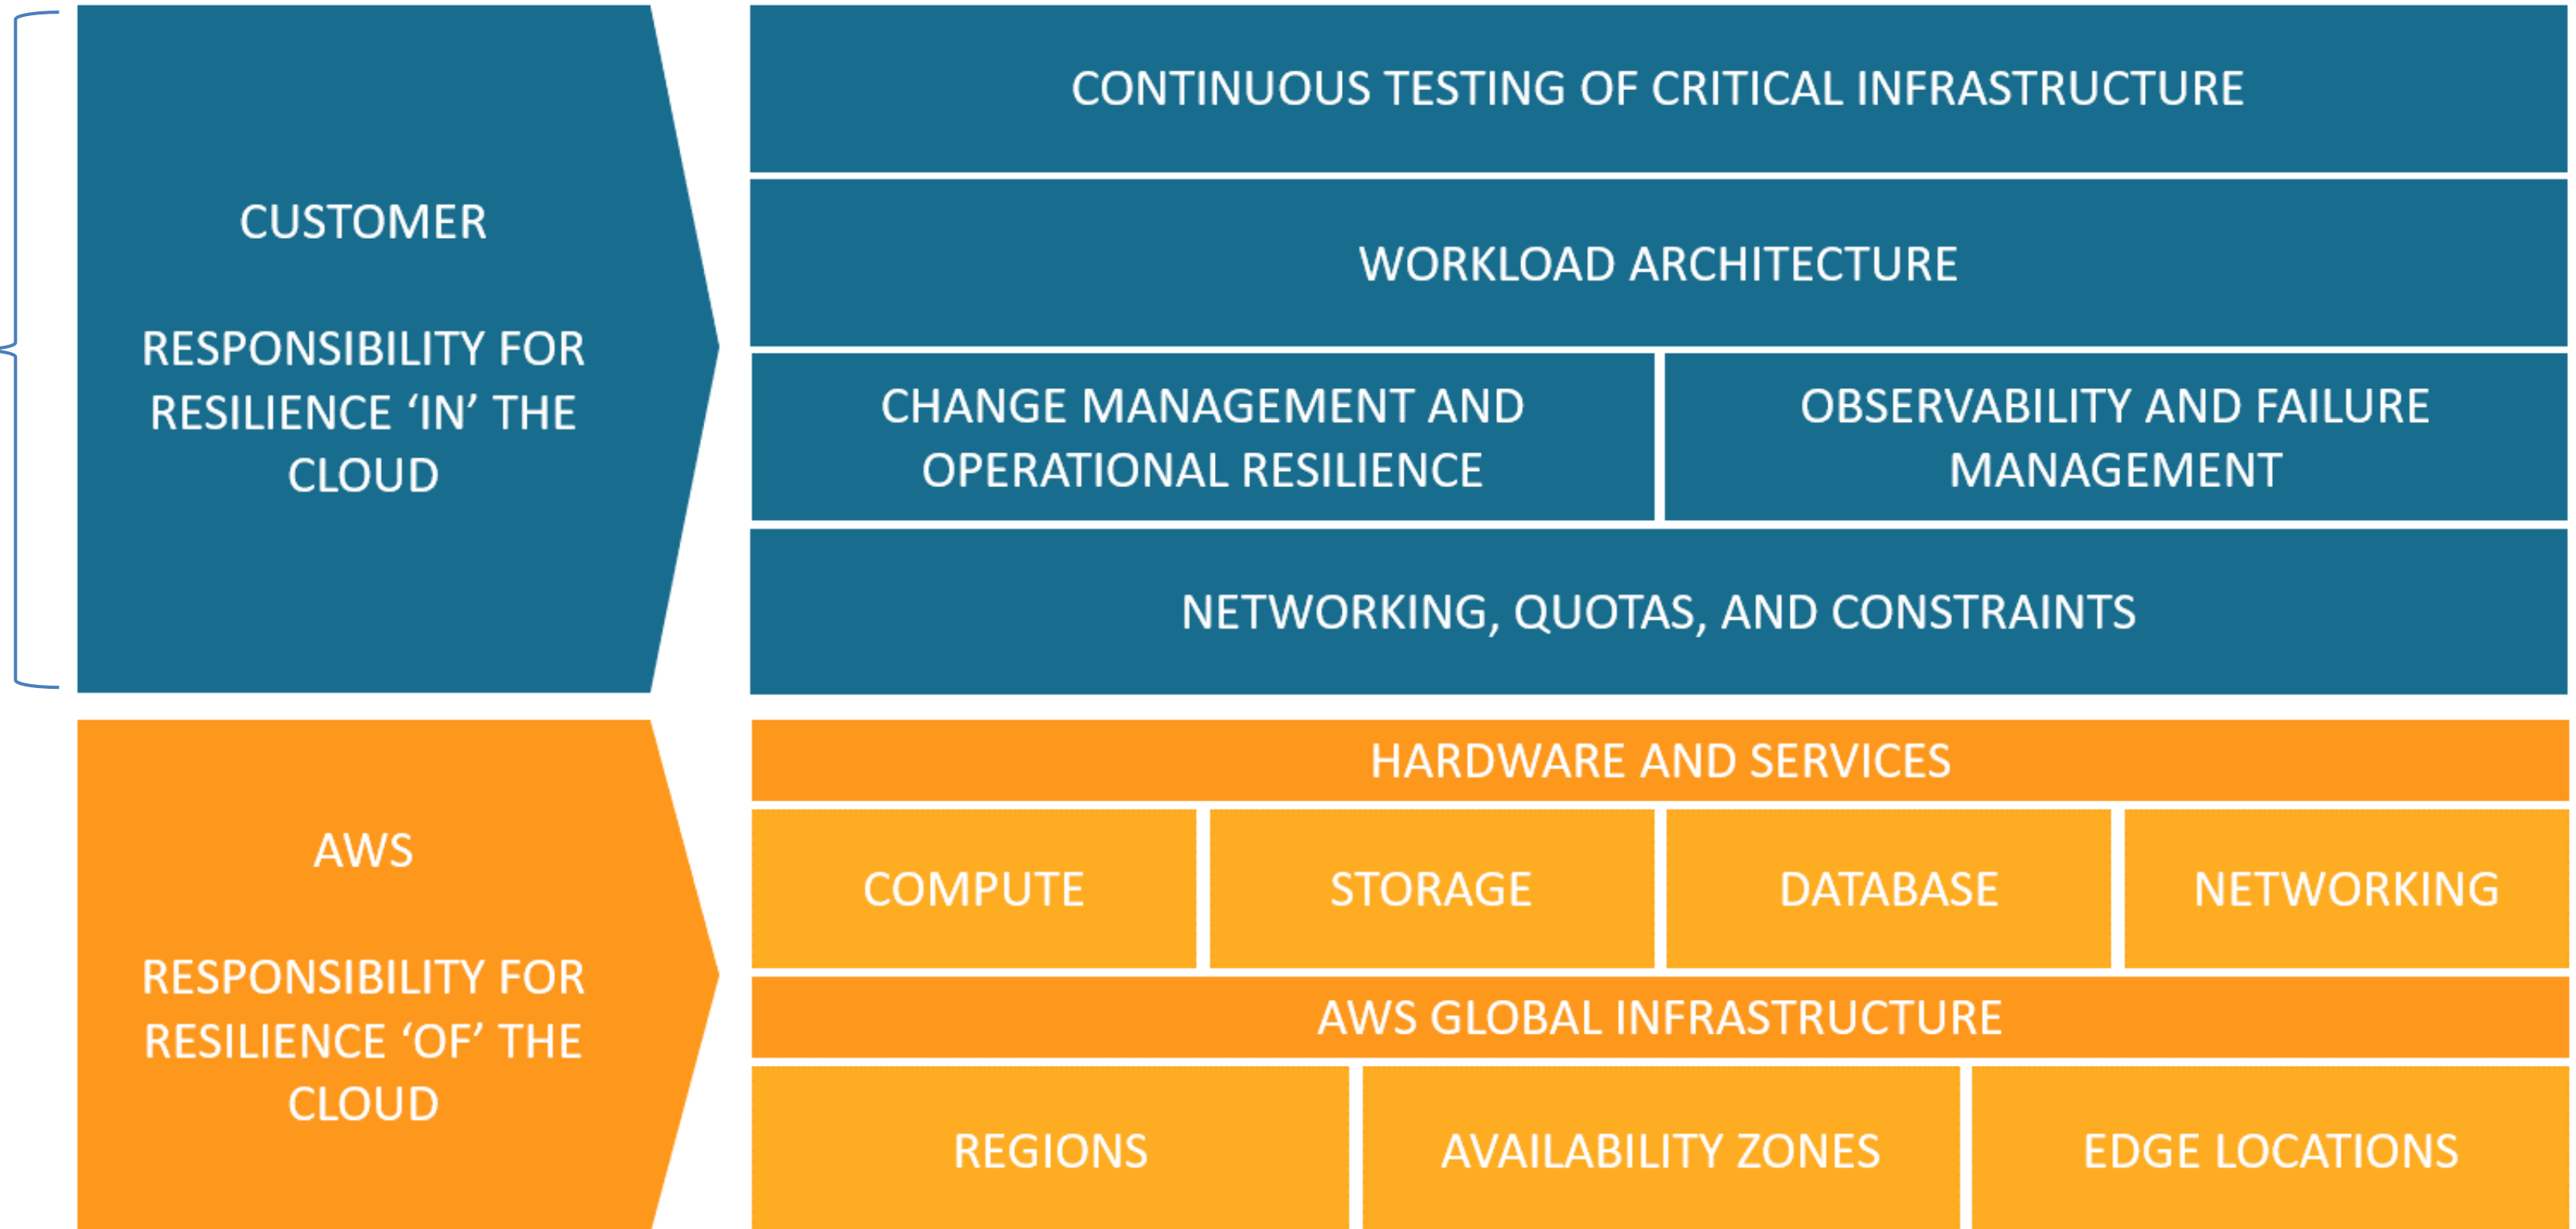 CUSTOMER
RESPONSIBILITY FOR
RESILIENCE ‘IN’ THE
CLOUD
CONTINUOUS TESTING OF CRITICAL INFRASTRUCTURE
WORKLOAD ARCHITECTURE
CHANGE MANAGEMENT AND
OPERATIONAL RESILIENCE
OBSERVABILITY AND FAILURE
MANAGEMENT
NETWORKING, QUOTAS, AND CONSTRAINTS
AWS
RESPONSIBILITY FOR
RESILIENCE ‘OF’ THE
CLOUD
HARDWARE AND SERVICES
COMPUTE
STORAGE
DATABASE
NETWORKING
AWS GLOBAL INFRASTRUCTURE
REGIONS
AVAILABILITY ZONES
EDGE LOCATIONS